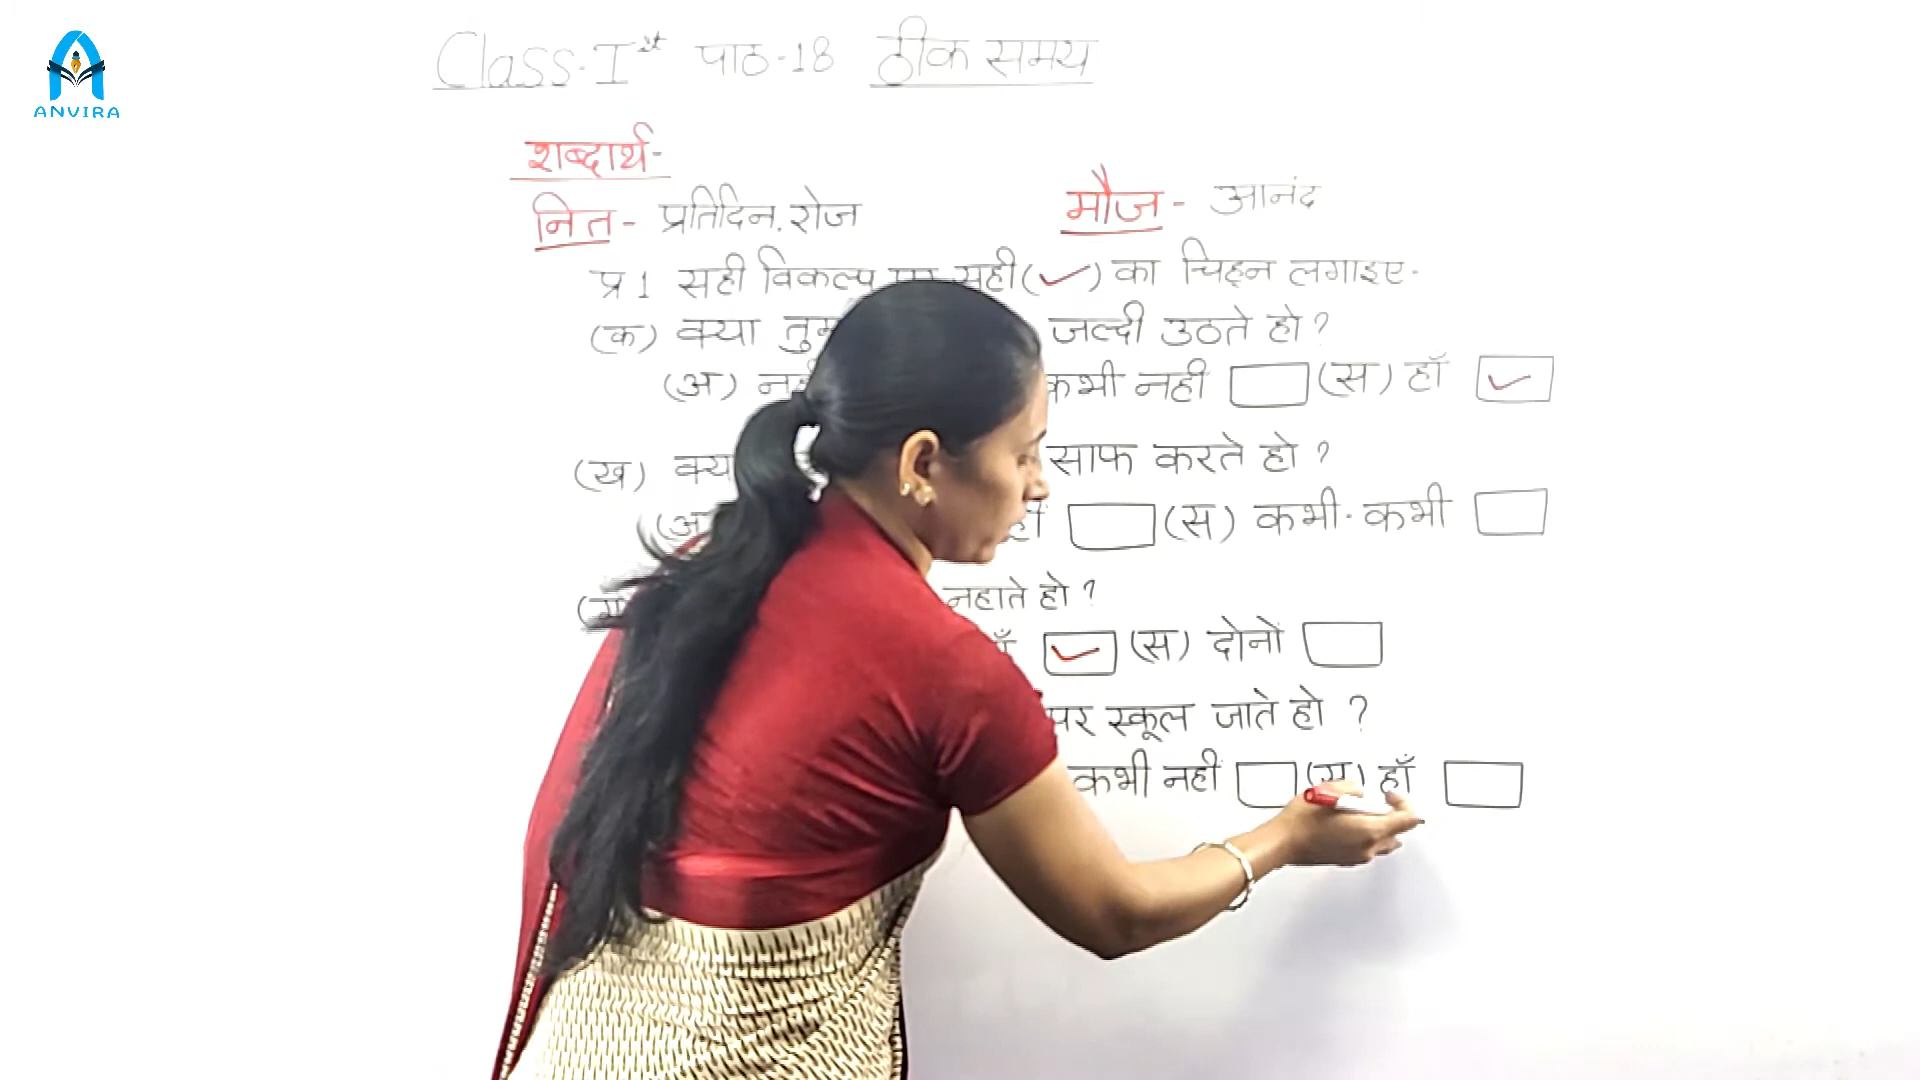 ANVIRA
Class-Ist पाठ-18 ठीक समय
शब्दार्थ-
नित- प्रतिदिन, रोज मौज- आनंद
प्र 1 सही विकल्प सही (✓) का चिह्न लगाइए-
(क) क्या जल्दी उठते हो ?
(अ) कभी नही (स) हाँ ✓
(ख) साफ करते हो ?
(स) कभी-कभी
नहाते हो ?
✓ (स) दोनो
पर स्कूल जाते हो ?
कभी नही (स) हाँ